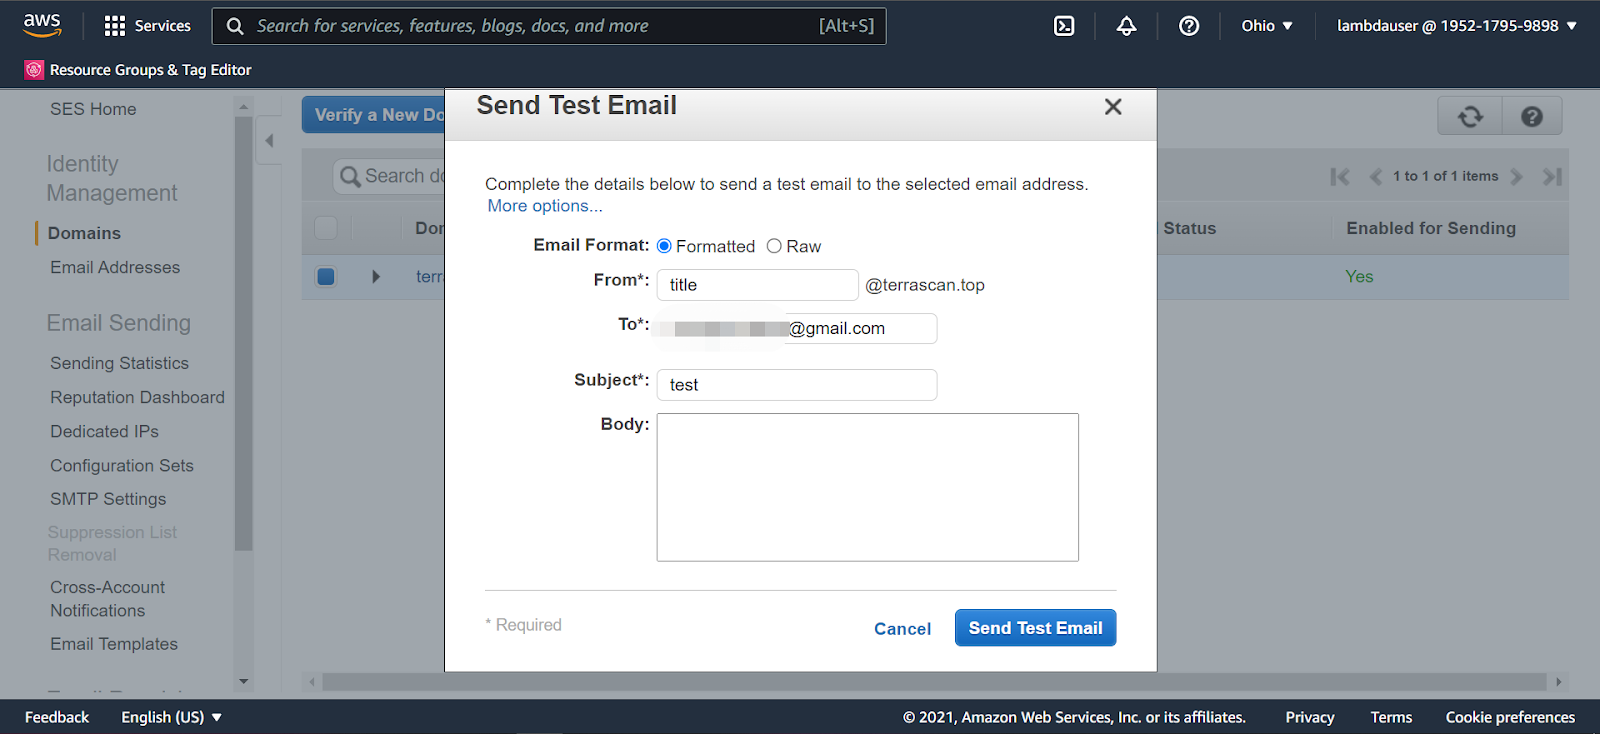 aws
Services
Search for services, features, blogs, docs, and more [Alt+S]
Ohio ▼
lambdauser @ 1952-1795-9898 ▼
Resource Groups & Tag Editor
SES Home
Identity
Management
Domains
Email Addresses
Email Sending
Sending Statistics
Reputation Dashboard
Dedicated IPs
Configuration Sets
SMTP Settings
Suppression List
Removal
Cross-Account
Notifications
Email Templates
Verify a New Do
Search do
1 to 1 of 1 items
Dor
Status
Enabled for Sending
terr
Yes
Send Test Email
Complete the details below to send a test email to the selected email address.
More options...
Email Format: Formatted Raw
From*: title @terrascan.top
To*: @gmail.com
Subject*: test
Body:
* Required
Cancel
Send Test Email
Feedback
English (US) ▼
© 2021, Amazon Web Services, Inc. or its affiliates.
Privacy
Terms
Cookie preferences